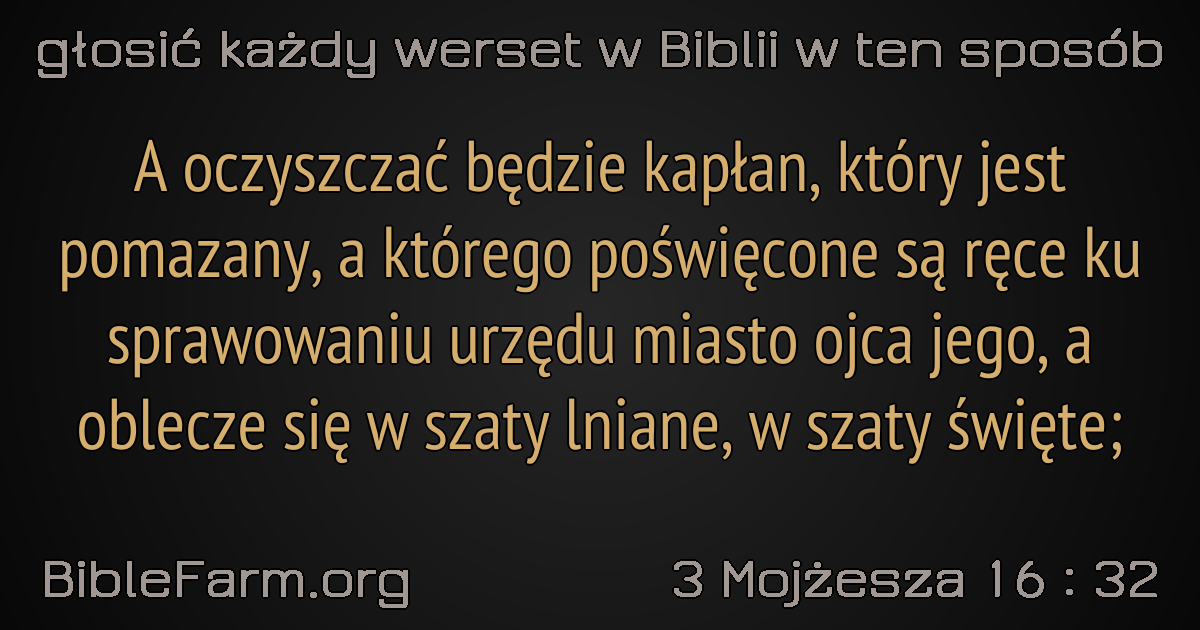 głosić każdy werset w Biblii w ten sposób
A oczyszczać będzie kapłan, który jest
pomazany, a którego poświęcone są ręce ku
sprawowaniu urzędu miasto ojca jego, a
oblecze się w szaty lniane, w szaty święte;
BibleFarm.org
3 Mojżesza 16 : 32